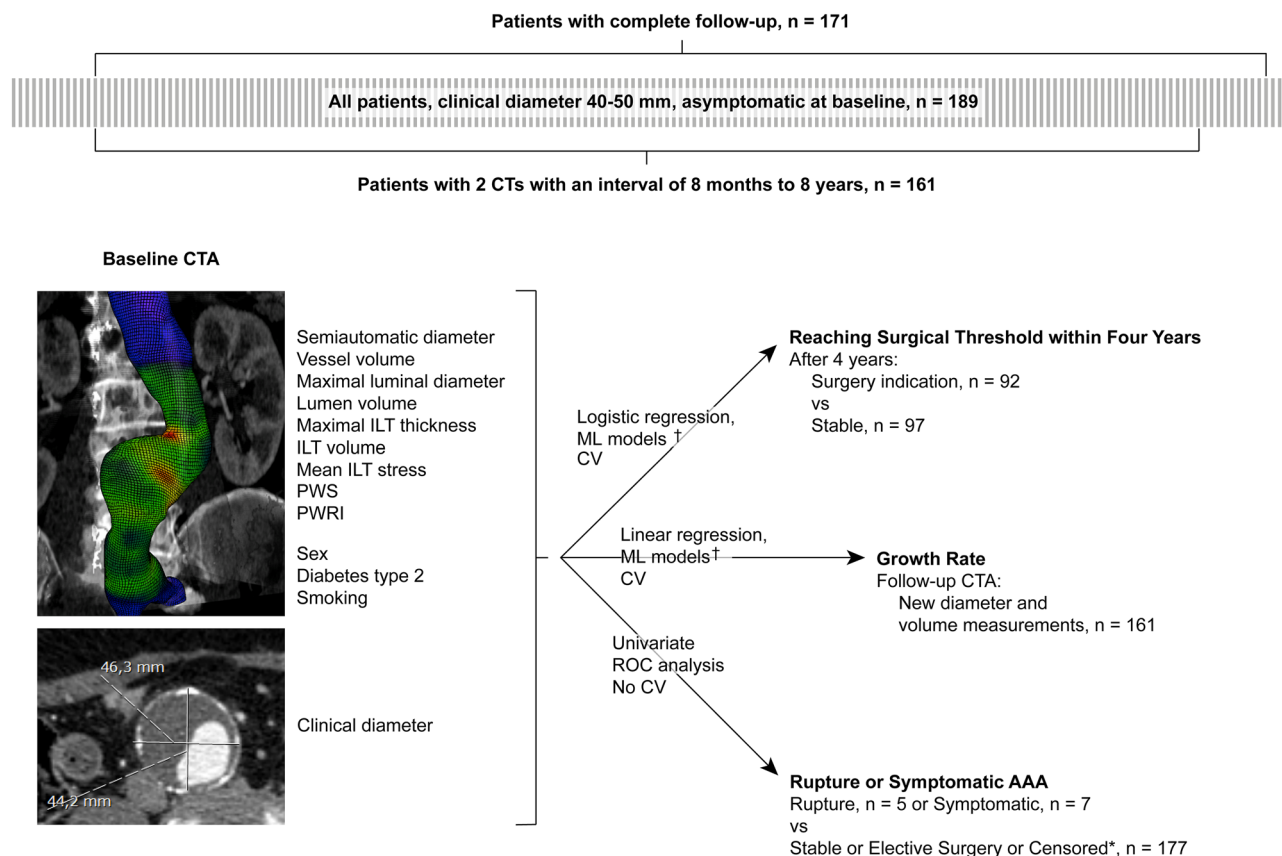 Patients with complete follow-up, n = 171
All patients, clinical diameter 40-50 mm, asymptomatic at baseline, n = 189
Patients with 2 CTs with an interval of 8 months to 8 years, n = 161
Baseline CTA
Semiautomatic diameter
Vessel volume
Maximal luminal diameter
Lumen volume
Maximal ILT thickness
ILT volume
Mean ILT stress
PWS
PWRI
Sex
Diabetes type 2
Smoking
46,3 mm
44,2 mm
Clinical diameter
Logistic regression,
ML models †
CV
Reaching Surgical Threshold within Four Years
After 4 years:
Surgery indication, n = 92
vs
Stable, n = 97
Linear regression,
ML models†
CV
Growth Rate
Follow-up CTA:
New diameter and
volume measurements, n = 161
Univariate
ROC analysis
No CV
Rupture or Symptomatic AAA
Rupture, n = 5 or Symptomatic, n = 7
vs
Stable or Elective Surgery or Censored*, n = 177